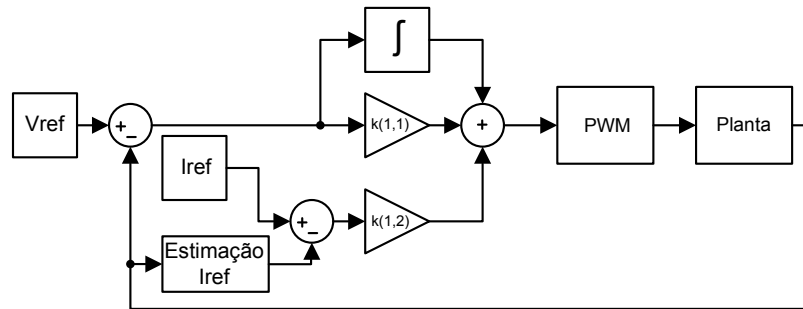 ∫
Vref
+
−
k(1,1)
+
PWM
Planta
Iref
+
−
k(1,2)
Estimação
Iref